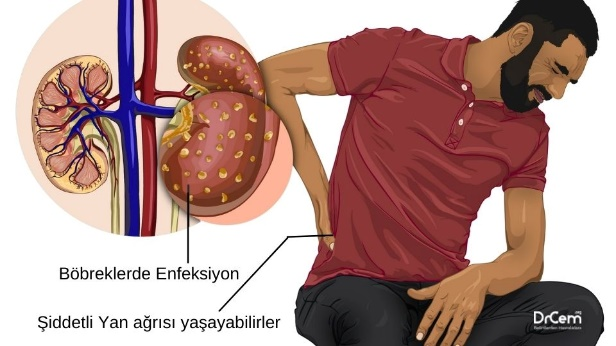 Böbreklerde Enfeksiyon
Şiddetli Yan ağrısı yaşayabilirler
DrCem